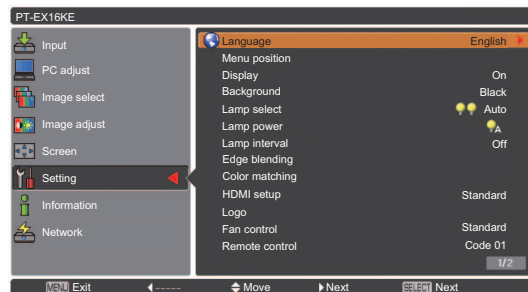 PT-EX16KE
Input
PC adjust
Image select
Image adjust
Screen
Setting
Information
Network
Language English
Menu position
Display On
Background Black
Lamp select Auto
Lamp power A
Lamp interval Off
Edge blending
Color matching
HDMI setup Standard
Logo
Fan control Standard
Remote control Code 01
1/2
MENU Exit ----- Move Next SELECT Next